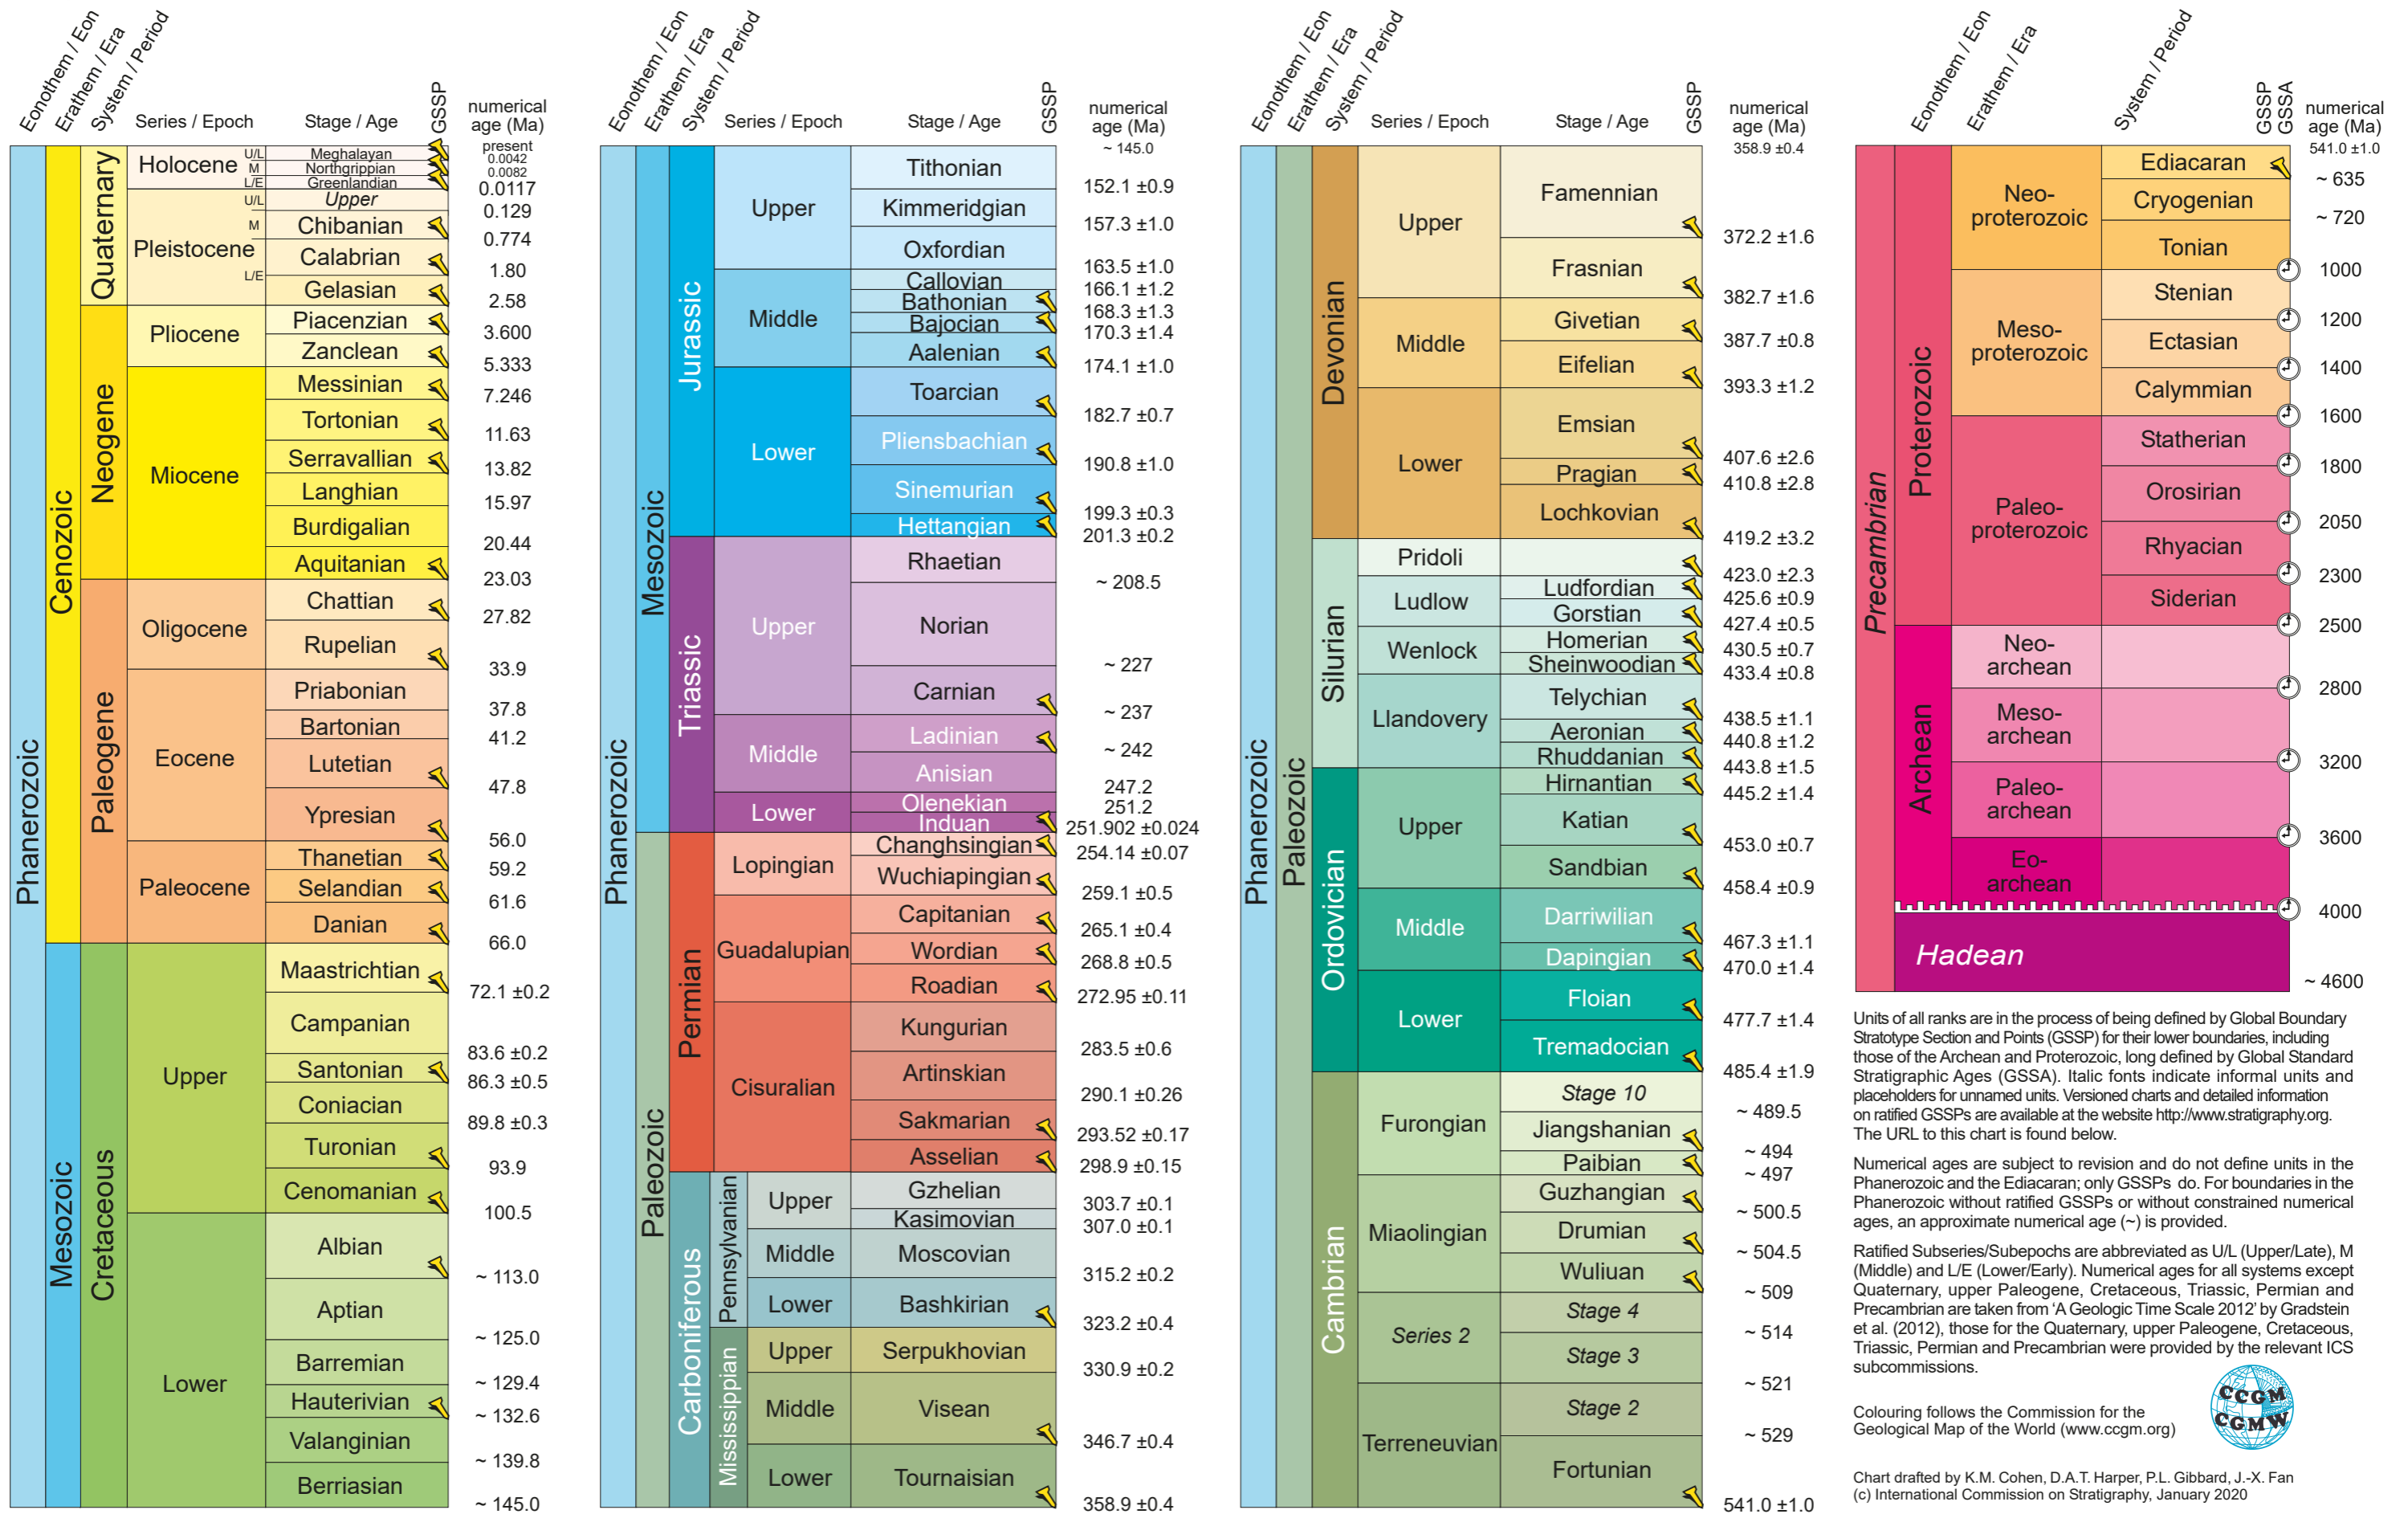 Eonothem / Eon
Erathem / Era
System / Period
Series / Epoch
Stage / Age
GSSP
numerical
age (Ma)
Phanerozoic
Cenozoic
Quaternary
Holocene
U/L
Meghalayan
present
M
Northgrippian
0.0042
L/E
Greenlandian
0.0082
0.0117
Pleistocene
U/L
Upper
0.129
M
Chibanian
0.774
L/E
Calabrian
1.80
Gelasian
2.58
Neogene
Pliocene
Piacenzian
3.600
Zanclean
5.333
Miocene
Messinian
7.246
Tortonian
11.63
Serravallian
13.82
Langhian
15.97
Burdigalian
20.44
Aquitanian
23.03
Paleogene
Oligocene
Chattian
27.82
Rupelian
33.9
Eocene
Priabonian
37.8
Bartonian
41.2
Lutetian
47.8
Ypresian
56.0
Paleocene
Thanetian
59.2
Selandian
61.6
Danian
66.0
Mesozoic
Cretaceous
Upper
Maastrichtian
72.1 ±0.2
Campanian
83.6 ±0.2
Santonian
86.3 ±0.5
Coniacian
89.8 ±0.3
Turonian
93.9
Cenomanian
100.5
Lower
Albian
~ 113.0
Aptian
~ 125.0
Barremian
~ 129.4
Hauterivian
~ 132.6
Valanginian
~ 139.8
Berriasian
~ 145.0
Eonothem / Eon
Erathem / Era
System / Period
Series / Epoch
Stage / Age
GSSP
numerical
age (Ma)
~ 145.0
Phanerozoic
Mesozoic
Jurassic
Upper
Tithonian
152.1 ±0.9
Kimmeridgian
157.3 ±1.0
Oxfordian
163.5 ±1.0
Middle
Callovian
166.1 ±1.2
Bathonian
168.3 ±1.3
Bajocian
170.3 ±1.4
Aalenian
174.1 ±1.0
Lower
Toarcian
182.7 ±0.7
Pliensbachian
190.8 ±1.0
Sinemurian
199.3 ±0.3
Hettangian
201.3 ±0.2
Triassic
Upper
Rhaetian
~ 208.5
Norian
~ 227
Carnian
~ 237
Middle
Ladinian
~ 242
Anisian
247.2
Lower
Olenekian
251.2
Induan
251.902 ±0.024
Paleozoic
Permian
Lopingian
Changhsingian
254.14 ±0.07
Wuchiapingian
259.1 ±0.5
Guadalupian
Capitanian
265.1 ±0.4
Wordian
268.8 ±0.5
Roadian
272.95 ±0.11
Cisuralian
Kungurian
283.5 ±0.6
Artinskian
290.1 ±0.26
Sakmarian
293.52 ±0.17
Asselian
298.9 ±0.15
Carboniferous
Pennsylvanian
Upper
Gzhelian
303.7 ±0.1
Kasimovian
307.0 ±0.1
Middle
Moscovian
315.2 ±0.2
Lower
Bashkirian
323.2 ±0.4
Mississippian
Upper
Serpukhovian
330.9 ±0.2
Middle
Visean
346.7 ±0.4
Lower
Tournaisian
358.9 ±0.4
Eonothem / Eon
Erathem / Era
System / Period
Series / Epoch
Stage / Age
GSSP
numerical
age (Ma)
358.9 ±0.4
Phanerozoic
Paleozoic
Devonian
Upper
Famennian
372.2 ±1.6
Frasnian
382.7 ±1.6
Middle
Givetian
387.7 ±0.8
Eifelian
393.3 ±1.2
Lower
Emsian
407.6 ±2.6
Pragian
410.8 ±2.8
Lochkovian
419.2 ±3.2
Silurian
Pridoli
423.0 ±2.3
Ludlow
Ludfordian
425.6 ±0.9
Gorstian
427.4 ±0.5
Wenlock
Homerian
430.5 ±0.7
Sheinwoodian
433.4 ±0.8
Llandovery
Telychian
438.5 ±1.1
Aeronian
440.8 ±1.2
Rhuddanian
443.8 ±1.5
Ordovician
Upper
Hirnantian
445.2 ±1.4
Katian
453.0 ±0.7
Sandbian
458.4 ±0.9
Middle
Darriwilian
467.3 ±1.1
Dapingian
470.0 ±1.4
Lower
Floian
477.7 ±1.4
Tremadocian
485.4 ±1.9
Cambrian
Furongian
Stage 10
~ 489.5
Jiangshanian
~ 494
Paibian
~ 497
Miaolingian
Guzhangian
~ 500.5
Drumian
~ 504.5
Wuliuan
~ 509
Series 2
Stage 4
~ 514
Stage 3
~ 521
Terreneuvian
Stage 2
~ 529
Fortunian
541.0 ±1.0
Eonothem / Eon
Erathem / Era
System / Period
GSSP
GSSA
numerical
age (Ma)
541.0 ±1.0
Precambrian
Proterozoic
Neo-
proterozoic
Ediacaran
~ 635
Cryogenian
~ 720
Tonian
1000
Meso-
proterozoic
Stenian
1200
Ectasian
1400
Calymmian
1600
Paleo-
proterozoic
Statherian
1800
Orosirian
2050
Rhyacian
2300
Siderian
2500
Archean
Neo-
archean
2800
Meso-
archean
3200
Paleo-
archean
3600
Eo-
archean
4000
Hadean
~ 4600
Units of all ranks are in the process of being defined by Global Boundary
Stratotype Section and Points (GSSP) for their lower boundaries, including
those of the Archean and Proterozoic, long defined by Global Standard
Stratigraphic Ages (GSSA). Italic fonts indicate informal units and
placeholders for unnamed units. Versioned charts and detailed information
on ratified GSSPs are available at the website http://www.stratigraphy.org.
The URL to this chart is found below.
Numerical ages are subject to revision and do not define units in the
Phanerozoic and the Ediacaran; only GSSPs do. For boundaries in the
Phanerozoic without ratified GSSPs or without constrained numerical
ages, an approximate numerical age (~) is provided.
Ratified Subseries/Subepochs are abbreviated as U/L (Upper/Late), M
(Middle) and L/E (Lower/Early). Numerical ages for all systems except
Quaternary, upper Paleogene, Cretaceous, Triassic, Permian and
Precambrian are taken from ‘A Geologic Time Scale 2012’ by Gradstein
et al. (2012), those for the Quaternary, upper Paleogene, Cretaceous,
Triassic, Permian and Precambrian were provided by the relevant ICS
subcommissions.
Colouring follows the Commission for the
Geological Map of the World (www.ccgm.org)
CCGM
CGMW
Chart drafted by K.M. Cohen, D.A.T. Harper, P.L. Gibbard, J.-X. Fan
(c) International Commission on Stratigraphy, January 2020